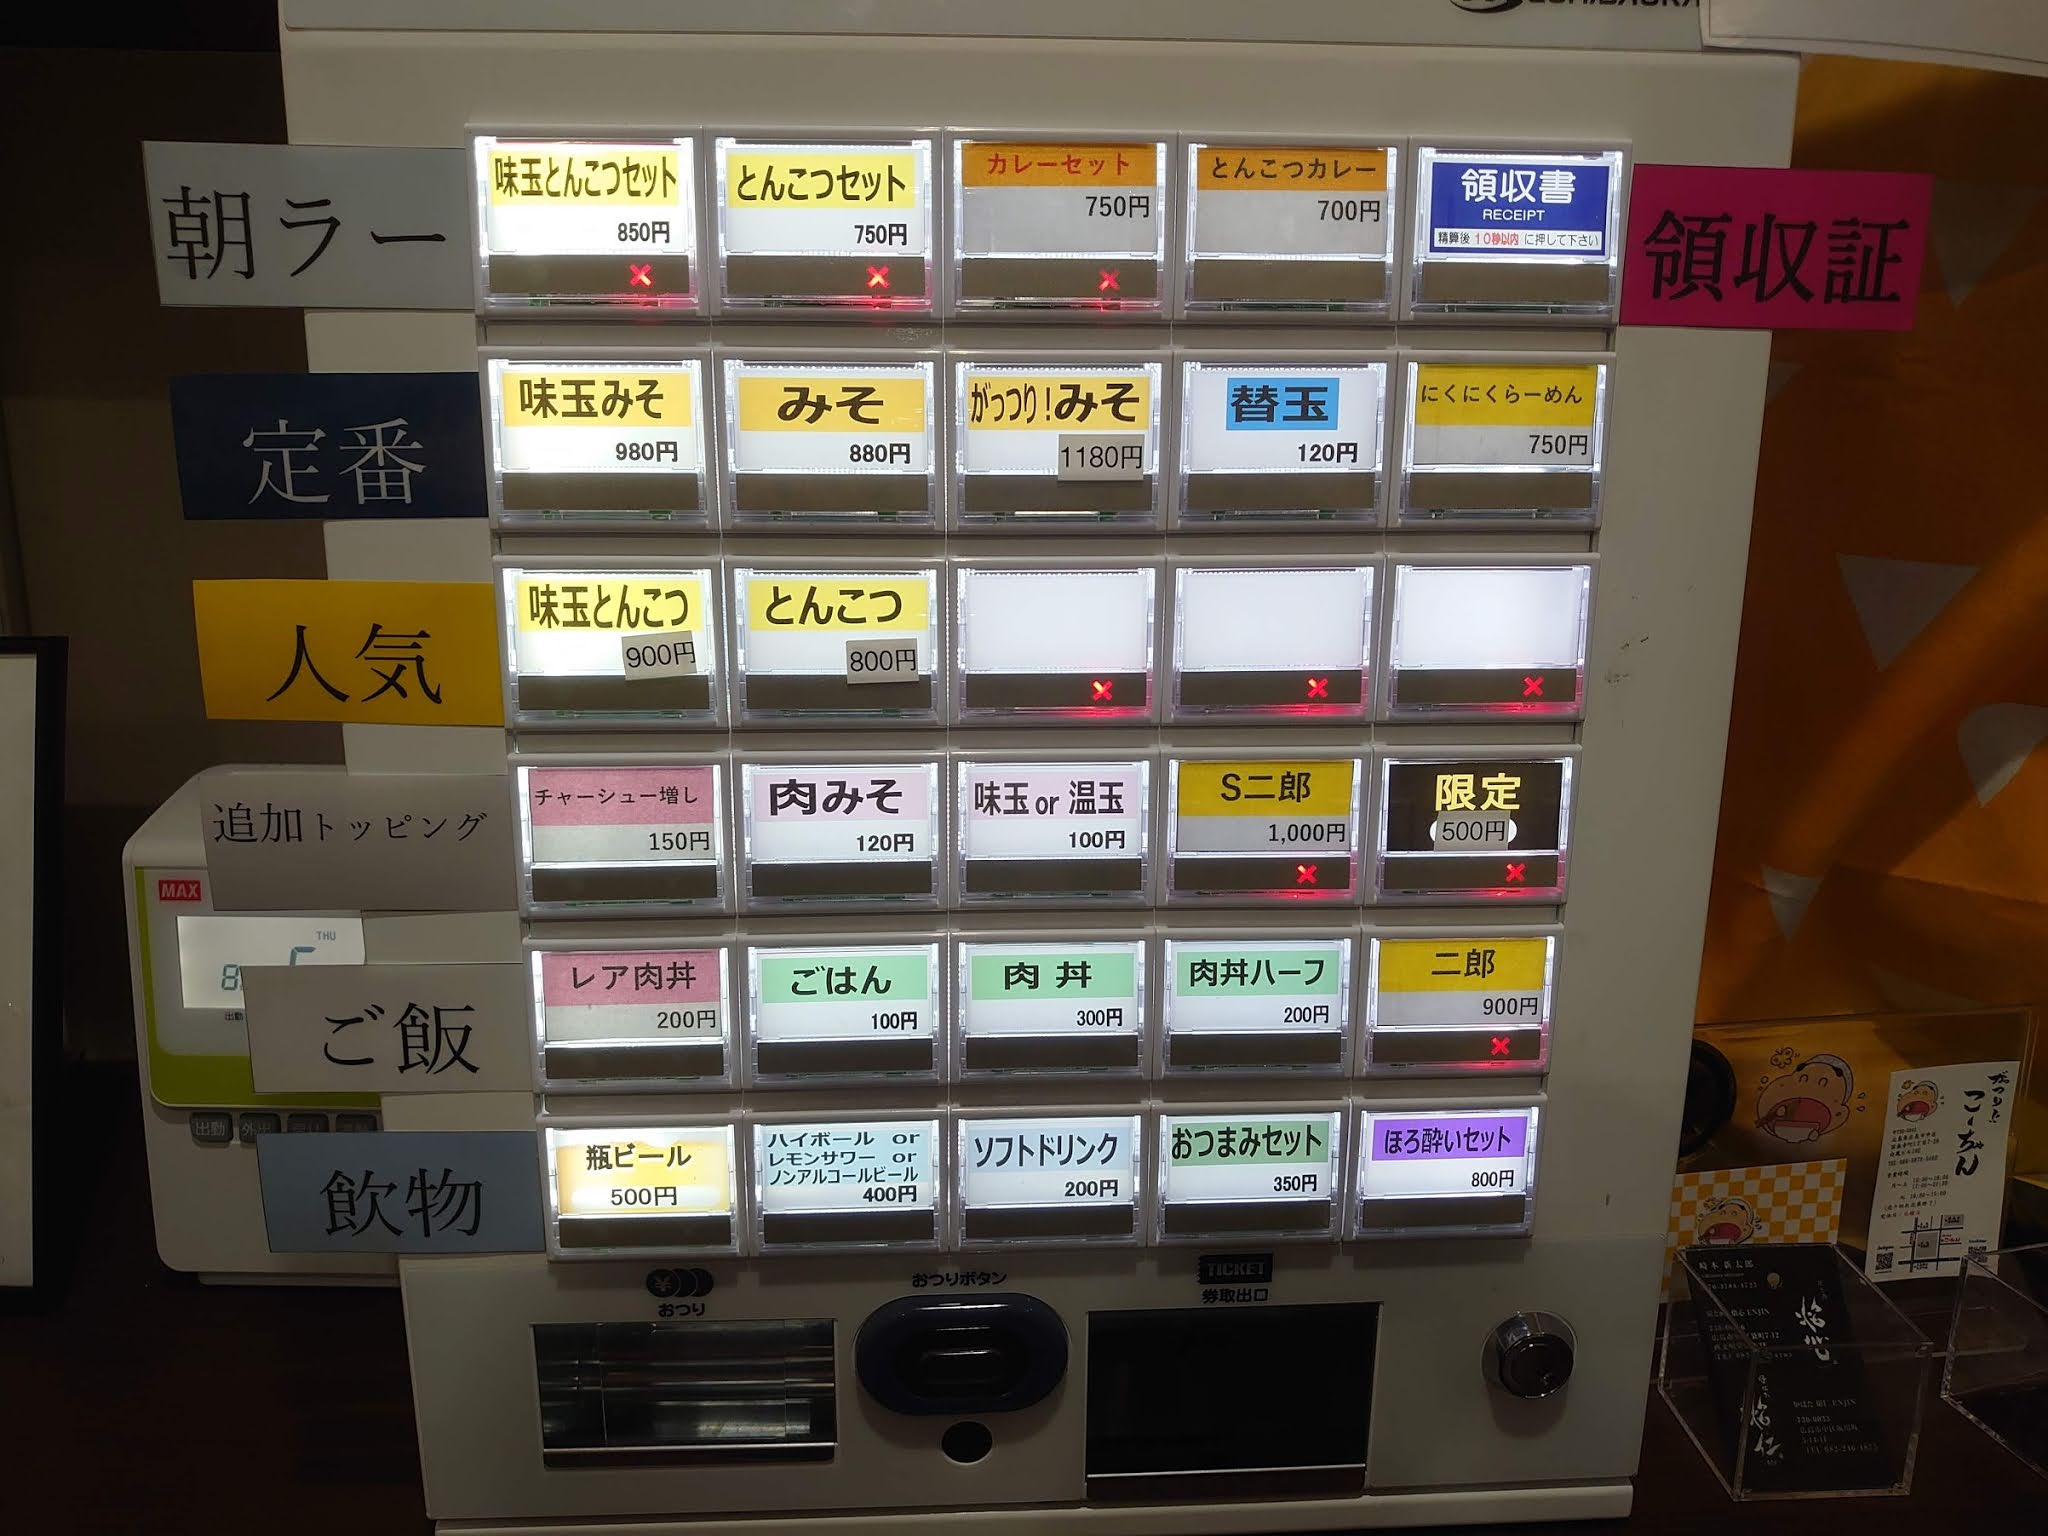 朝ラー
味玉とんこつセット
850円
とんこつセット
750円
カレーセット
750円
とんこつカレー
700円
領収書
RECEIPT
精算後10秒以内に押して下さい
領収証
定番
味玉みそ
980円
みそ
880円
がっつり!みそ
1180円
替玉
120円
にくにくらーめん
750円
人気
味玉とんこつ
900円
とんこつ
800円
追加トッピング
チャーシュー増し
150円
肉みそ
120円
味玉 or 温玉
100円
S二郎
1,000円
限定
500円
MAX
THU
ご飯
レア肉丼
200円
ごはん
100円
肉丼
300円
肉丼ハーフ
200円
二郎
900円
出勤
外出
飲物
瓶ビール
500円
ハイボール or
レモンサワー or
ノンアルコールビール
400円
ソフトドリンク
200円
おつまみセット
350円
ほろ酔いセット
800円
おつり
おつりボタン
TICKET
券取出口
こーちゃん